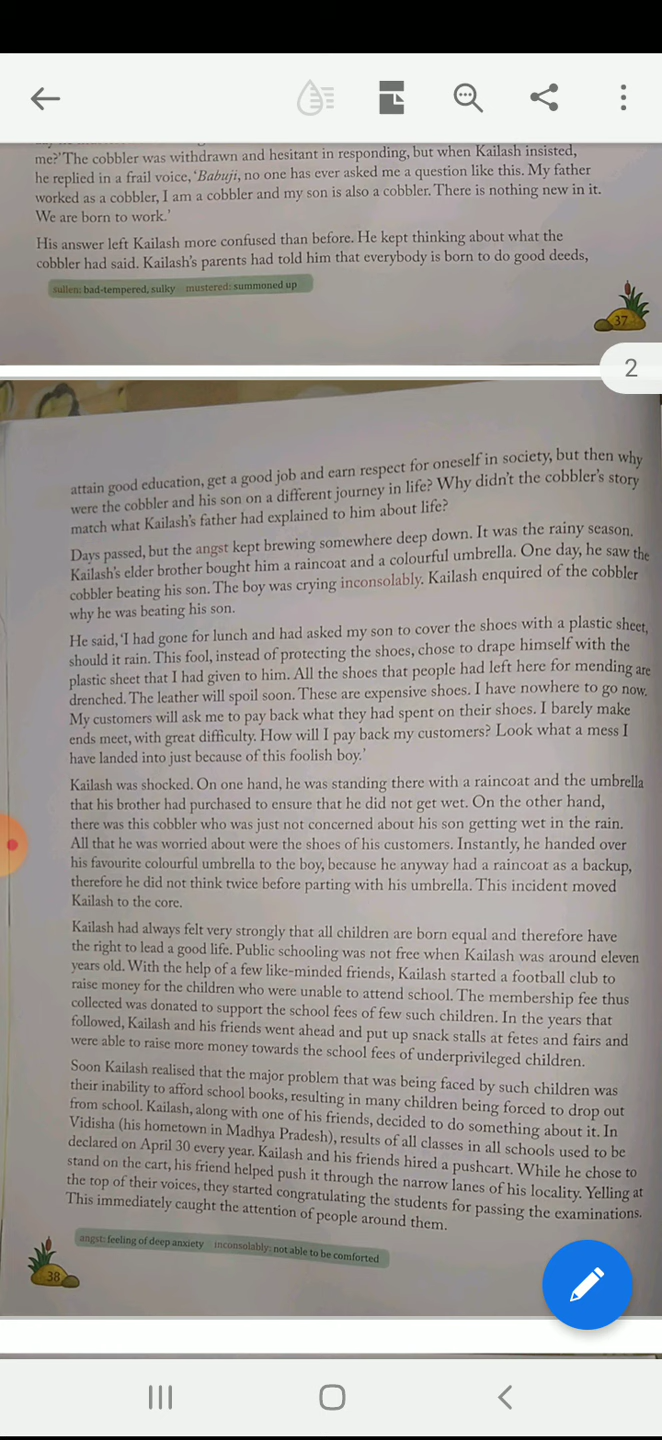 me?' The cobbler was withdrawn and hesitant in responding, but when Kailash insisted,
he replied in a frail voice, 'Babuji, no one has ever asked me a question like this. My father
worked as a cobbler, I am a cobbler and my son is also a cobbler. There is nothing new in it.
We are born to work.'
His answer left Kailash more confused than before. He kept thinking about what the
cobbler had said. Kailash's parents had told him that everybody is born to do good deeds,
sullen: bad-tempered, sulky mustered: summoned up
37
2
attain good education, get a good job and earn respect for oneself in society, but then why
were the cobbler and his son on a different journey in life? Why didn't the cobbler's story
match what Kailash's father had explained to him about life?
Days passed, but the angst kept brewing somewhere deep down. It was the rainy season.
Kailash's elder brother bought him a raincoat and a colourful umbrella. One day, he saw the
cobbler beating his son. The boy was crying inconsolably. Kailash enquired of the cobbler
why he was beating his son.
He said, 'I had gone for lunch and had asked my son to cover the shoes with a plastic sheet,
should it rain. This fool, instead of protecting the shoes, chose to drape himself with the
plastic sheet that I had given to him. All the shoes that people had left here for mending are
drenched. The leather will spoil soon. These are expensive shoes. I have nowhere to go now.
My customers will ask me to pay back what they had spent on their shoes. I barely make
ends meet, with great difficulty. How will I pay back my customers? Look what a mess I
have landed into just because of this foolish boy.'
Kailash was shocked. On one hand, he was standing there with a raincoat and the umbrella
that his brother had purchased to ensure that he did not get wet. On the other hand,
there was this cobbler who was just not concerned about his son getting wet in the rain.
All that he was worried about were the shoes of his customers. Instantly, he handed over
his favourite colourful umbrella to the boy, because he anyway had a raincoat as a backup,
therefore he did not think twice before parting with his umbrella. This incident moved
Kailash to the core.
Kailash had always felt very strongly that all children are born equal and therefore have
the right to lead a good life. Public schooling was not free when Kailash was around eleven
years old. With the help of a few like-minded friends, Kailash started a football club to
raise money for the children who were unable to attend school. The membership fee thus
collected was donated to support the school fees of few such children. In the years that
followed, Kailash and his friends went ahead and put up snack stalls at fetes and fairs and
were able to raise more money towards the school fees of underprivileged children.
Soon Kailash realised that the major problem that was being faced by such children was
their inability to afford school books, resulting in many children being forced to drop out
from school. Kailash, along with one of his friends, decided to do something about it. In
Vidisha (his hometown in Madhya Pradesh), results of all classes in all schools used to be
declared on April 30 every year. Kailash and his friends hired a pushcart. While he chose to
stand on the cart, his friend helped push it through the narrow lanes of his locality. Yelling at
the top of their voices, they started congratulating the students for passing the examinations.
This immediately caught the attention of people around them.
angst: feeling of deep anxiety inconsolably: not able to be comforted
38